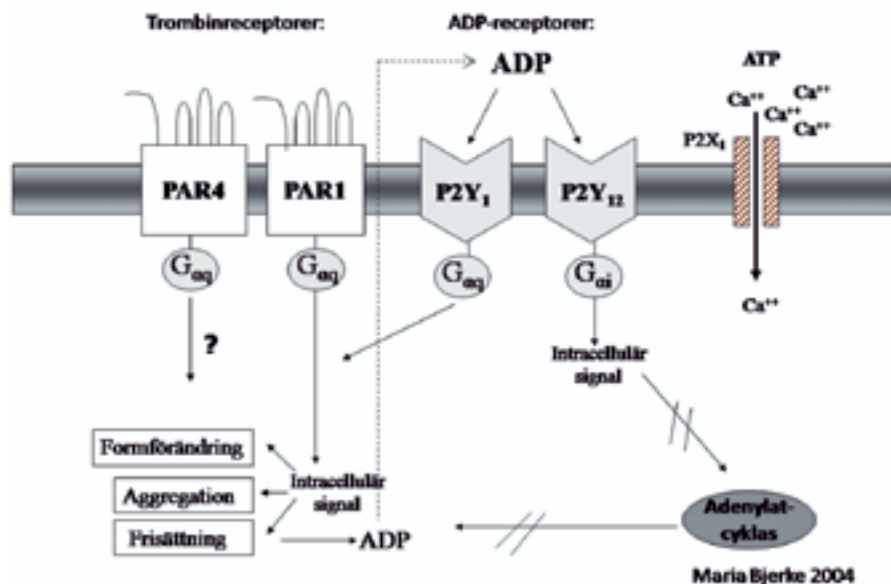 Trombinreceptorer:
ADP-receptorer:
ADP
ATP
Ca⁺⁺
Ca⁺⁺
Ca⁺⁺
Ca⁺⁺
P2X₁
PAR4
PAR1
P2Y₁
P2Y₁₂
Gαq
Gαq
Gαq
Gαi
Ca⁺⁺
?
Intracellulär
signal
Formförändring
Aggregation
Frisättning
Intracellulär
signal
ADP
Adenylat-
cyklas
Maria Bjerke 2004